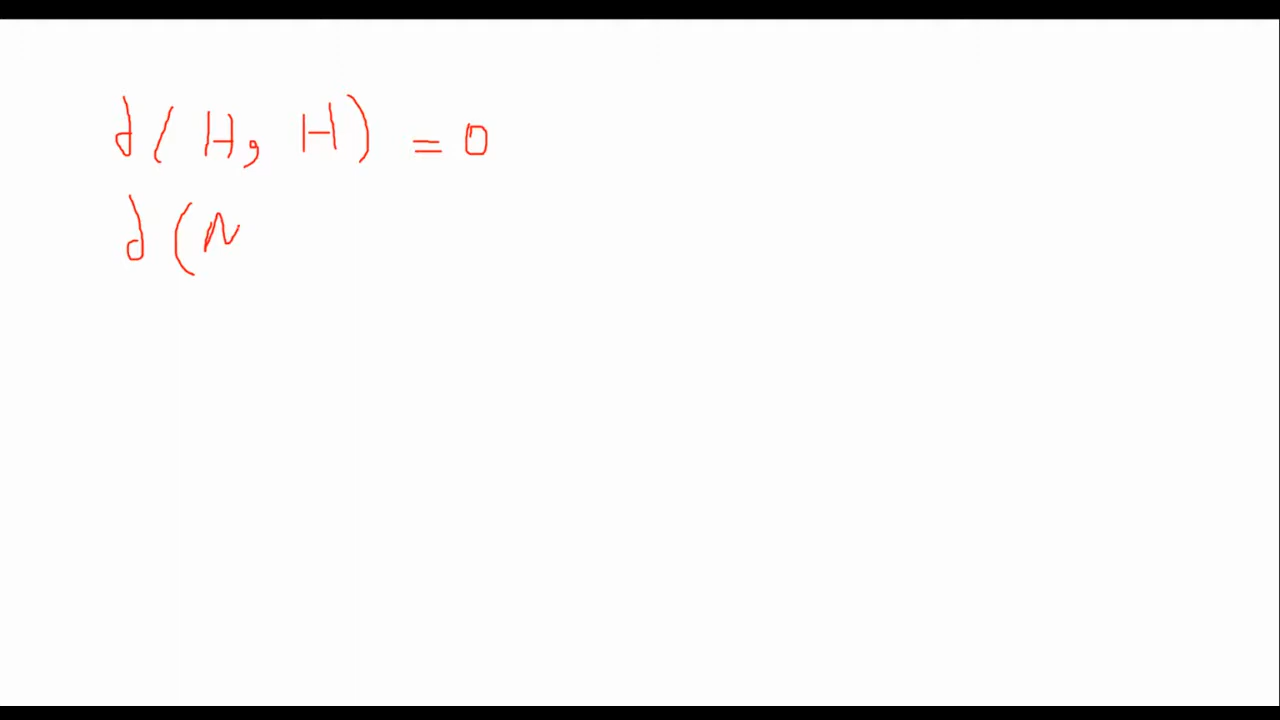 d( H, H) = 0
d (N